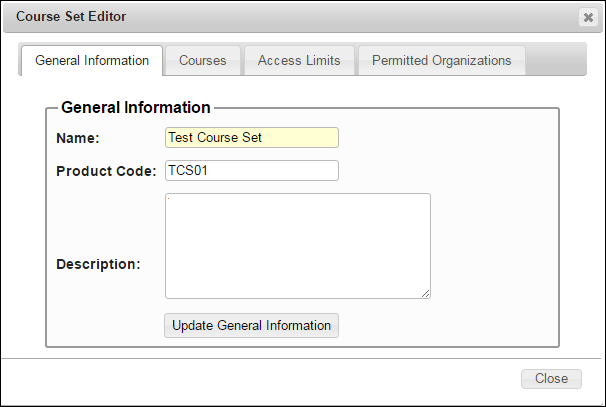 Course Set Editor
General Information Courses Access Limits Permitted Organizations
General Information
Name: Test Course Set
Product Code: TCS01
Description:
Update General Information
Close